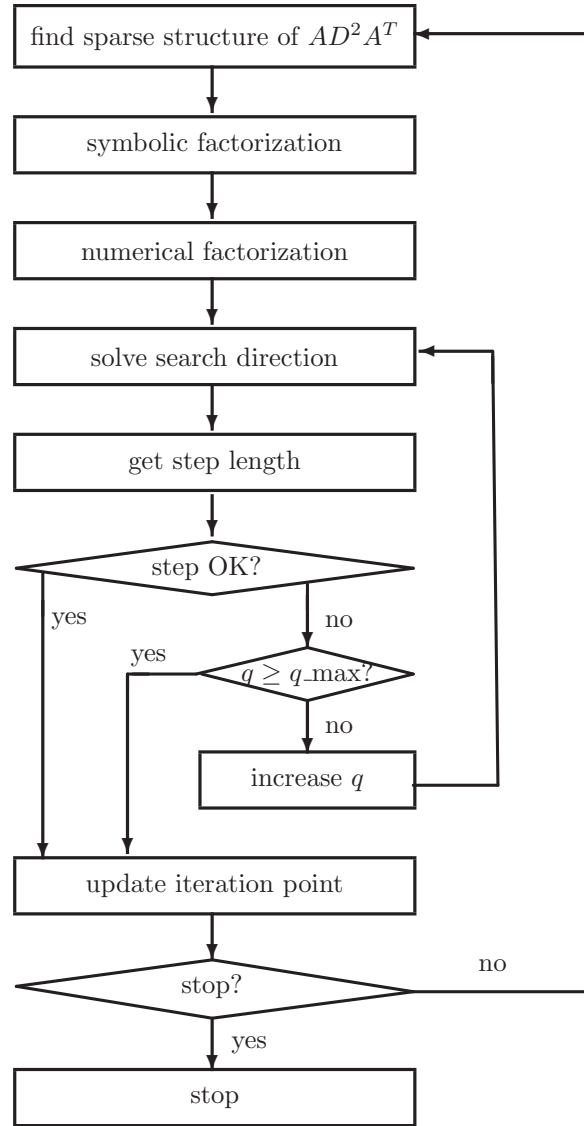 find sparse structure of AD²Aᵀ
symbolic factorization
numerical factorization
solve search direction
get step length
step OK?
yes
no
yes
q ≥ q_max?
no
increase q
update iteration point
stop?
no
yes
stop